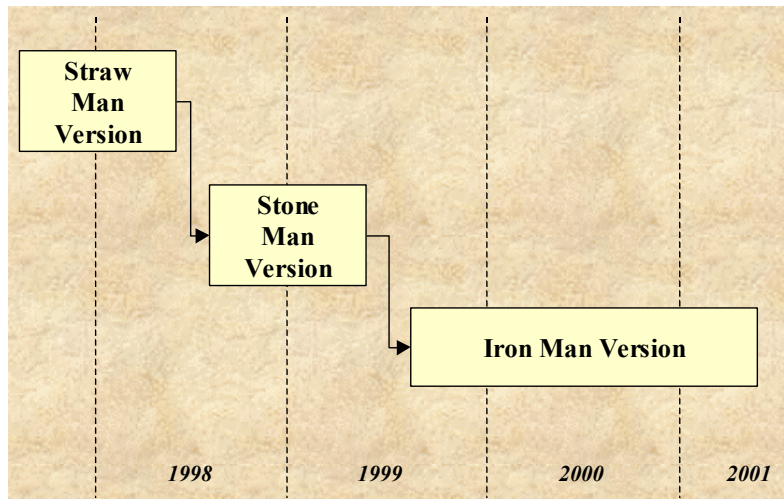 Straw
Man
Version
Stone
Man
Version
Iron Man Version
1998
1999
2000
2001